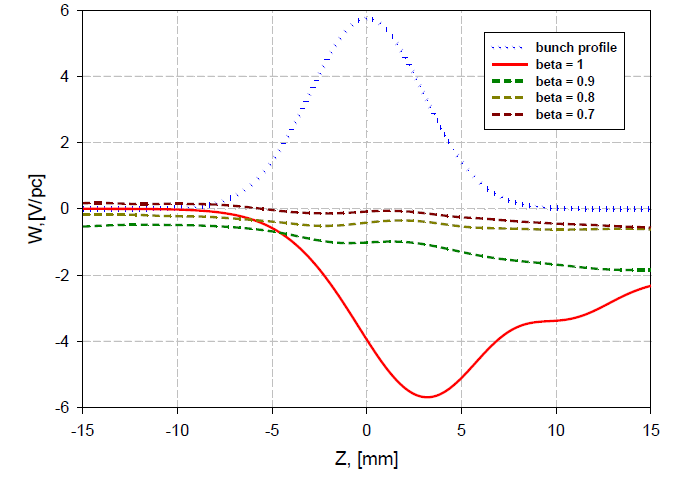 6
4
2
0
-2
-4
-6
W,[V/pc]
bunch profile
beta = 1
beta = 0.9
beta = 0.8
beta = 0.7
-15
-10
-5
0
5
10
15
Z, [mm]